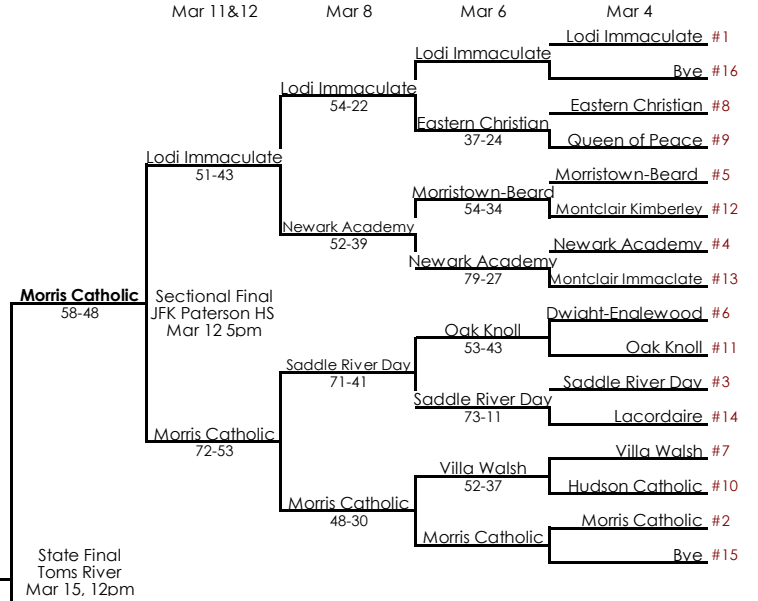 Mar 11&12 Mar 8 Mar 6 Mar 4
Lodi Immaculate #1
Lodi Immaculate
Bye #16
Lodi Immaculate
54-22
Eastern Christian #8
Eastern Christian
37-24
Queen of Peace #9
Lodi Immaculate
51-43
Morristown-Beard #5
Morristown-Beard
54-34
Montclair Kimberley #12
Newark Academy
52-39
Newark Academy #4
Newark Academy
79-27
Montclair Immaclate #13
Morris Catholic
58-48
Sectional Final
JFK Paterson HS
Mar 12 5pm
Dwight-Englewood #6
Oak Knoll
53-43
Oak Knoll #11
Saddle River Day
71-41
Saddle River Day #3
Saddle River Day
73-11
Lacordaire #14
Morris Catholic
72-53
Villa Walsh #7
Villa Walsh
52-37
Hudson Catholic #10
Morris Catholic
48-30
Morris Catholic #2
Morris Catholic
Bye #15
State Final
Toms River
Mar 15, 12pm